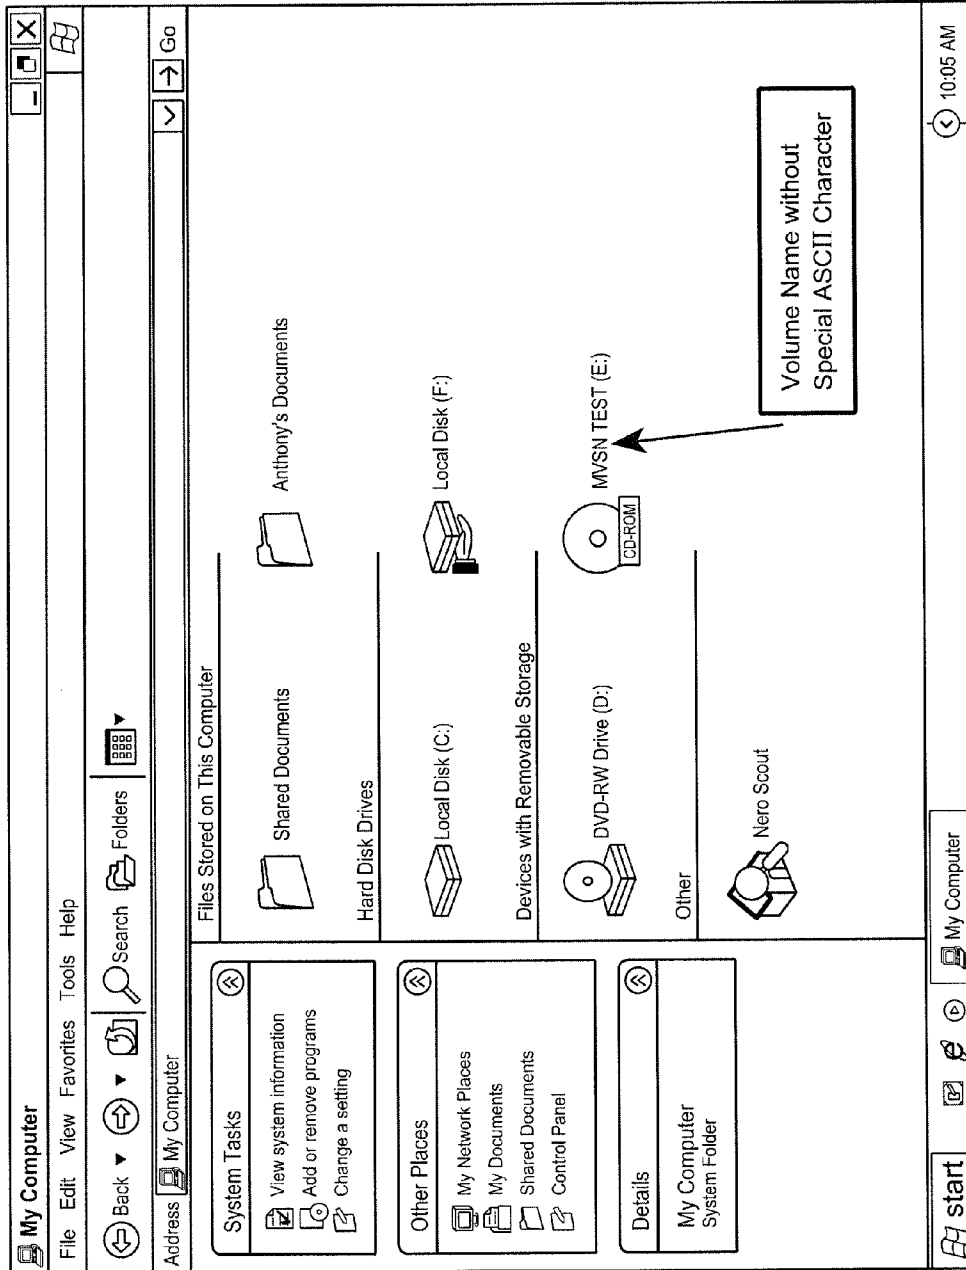 My Computer
File Edit View Favorites Tools Help
Back Search Folders
Address My Computer Go
System Tasks
View system information
Add or remove programs
Change a setting
Other Places
My Network Places
My Documents
Shared Documents
Control Panel
Details
My Computer
System Folder
Files Stored on This Computer
Shared Documents Anthony's Documents
Hard Disk Drives
Local Disk (C:) Local Disk (F:)
Devices with Removable Storage
DVD-RW Drive (D:) MVSN TEST (E:)
CD-ROM
Other
Nero Scout
Volume Name without
Special ASCII Character
start My Computer 10:05 AM